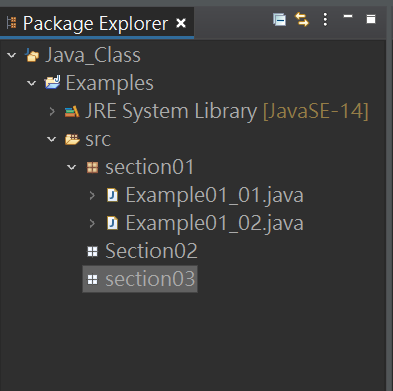 Package Explorer
Java_Class
Examples
JRE System Library [JavaSE-14]
src
section01
Example01_01.java
Example01_02.java
Section02
section03